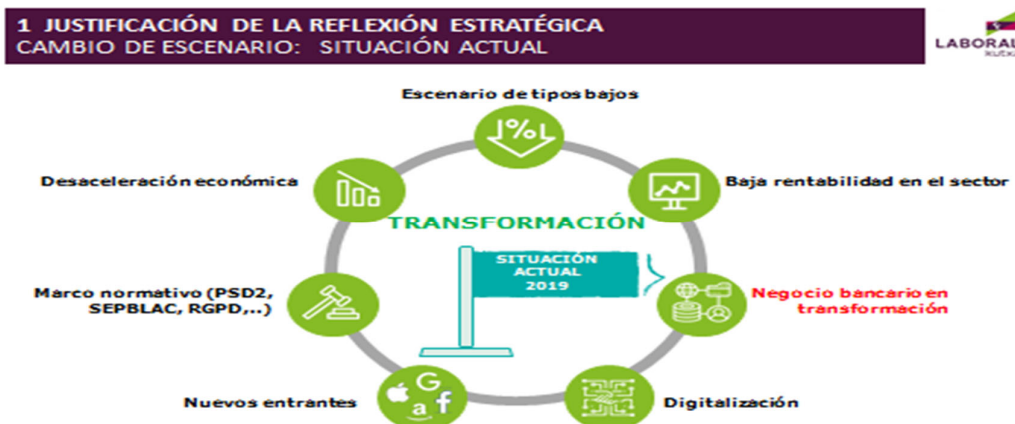 1 JUSTIFICACIÓN DE LA REFLEXIÓN ESTRATÉGICA
CAMBIO DE ESCENARIO: SITUACIÓN ACTUAL
LABORAL
KUTXA
Escenario de tipos bajos
%
Desaceleración económica
Baja rentabilidad en el sector
TRANSFORMACIÓN
SITUACIÓN
ACTUAL
2019
Marco normativo (PSD2,
SEPBLAC, RGPD,..)
Negocio bancario en
transformación
G
a f
Nuevos entrantes
Digitalización